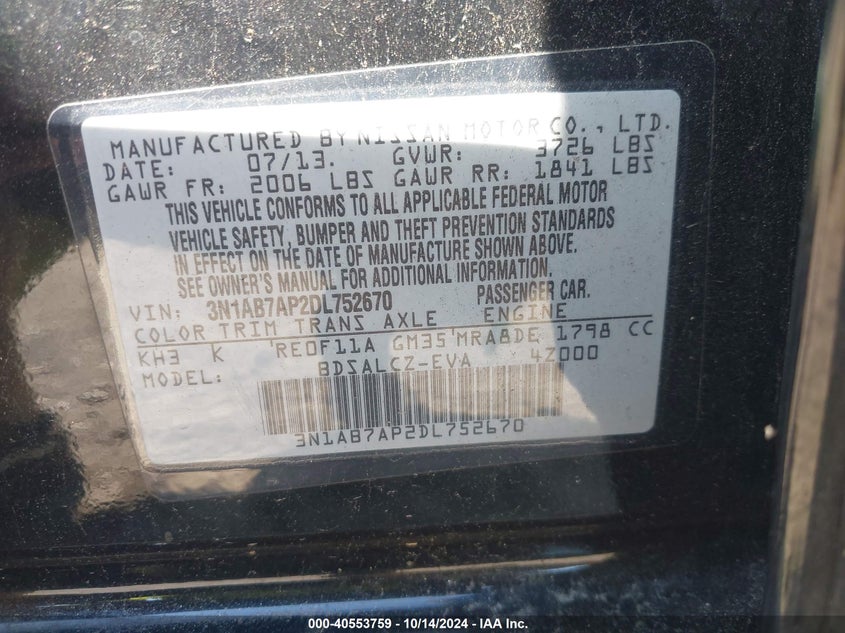 MANUFACTURED BY NISSAN MOTOR CO., LTD.
DATE: 07/13. GVWR: 3726 LBS
GAWR FR: 2006 LBS GAWR RR: 1841 LBS
THIS VEHICLE CONFORMS TO ALL APPLICABLE FEDERAL MOTOR
VEHICLE SAFETY, BUMPER AND THEFT PREVENTION STANDARDS
IN EFFECT ON THE DATE OF MANUFACTURE SHOWN ABOVE.
SEE OWNER'S MANUAL FOR ADDITIONAL INFORMATION.
VIN: 3N1AB7AP2DL752670 PASSENGER CAR.
COLOR TRIM TRANS AXLE ENGINE
KH3 K RE0F11A GM35 MRA8DE 1798 CC
MODEL: BDSALCZ-EVA 4Z000
3N1AB7AP2DL752670
000-40553759 - 10/14/2024 - IAA Inc.